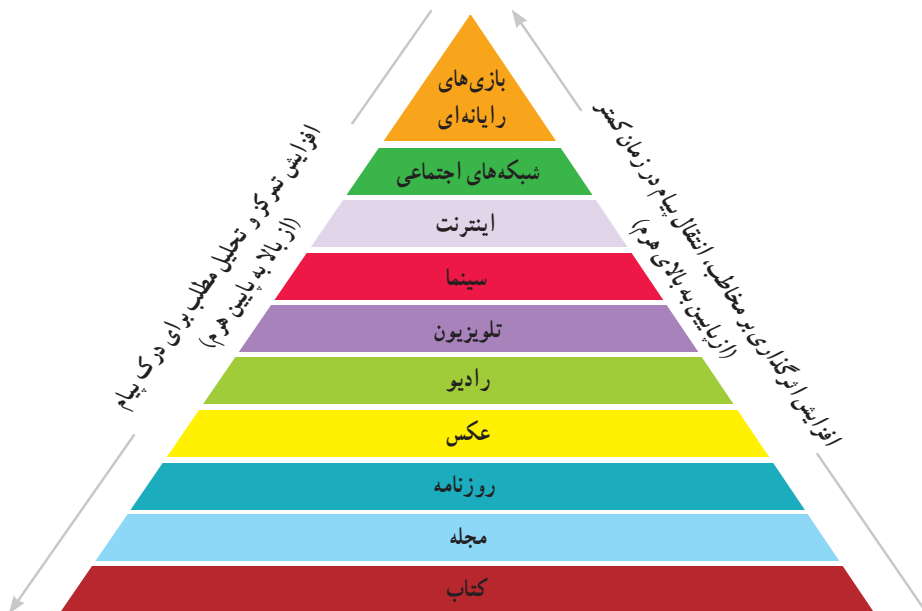 بازی‌های
رایانه‌ای
شبکه‌های اجتماعی
اینترنت
سینما
تلویزیون
رادیو
عکس
روزنامه
مجله
کتاب
افزایش اثرگذاری بر مخاطب، انتقال پیام در زمان کمتر
(از پایین به بالای هرم)
افزایش تمرکز و تحلیل مطلب برای درک پیام
(از بالا به پایین هرم)